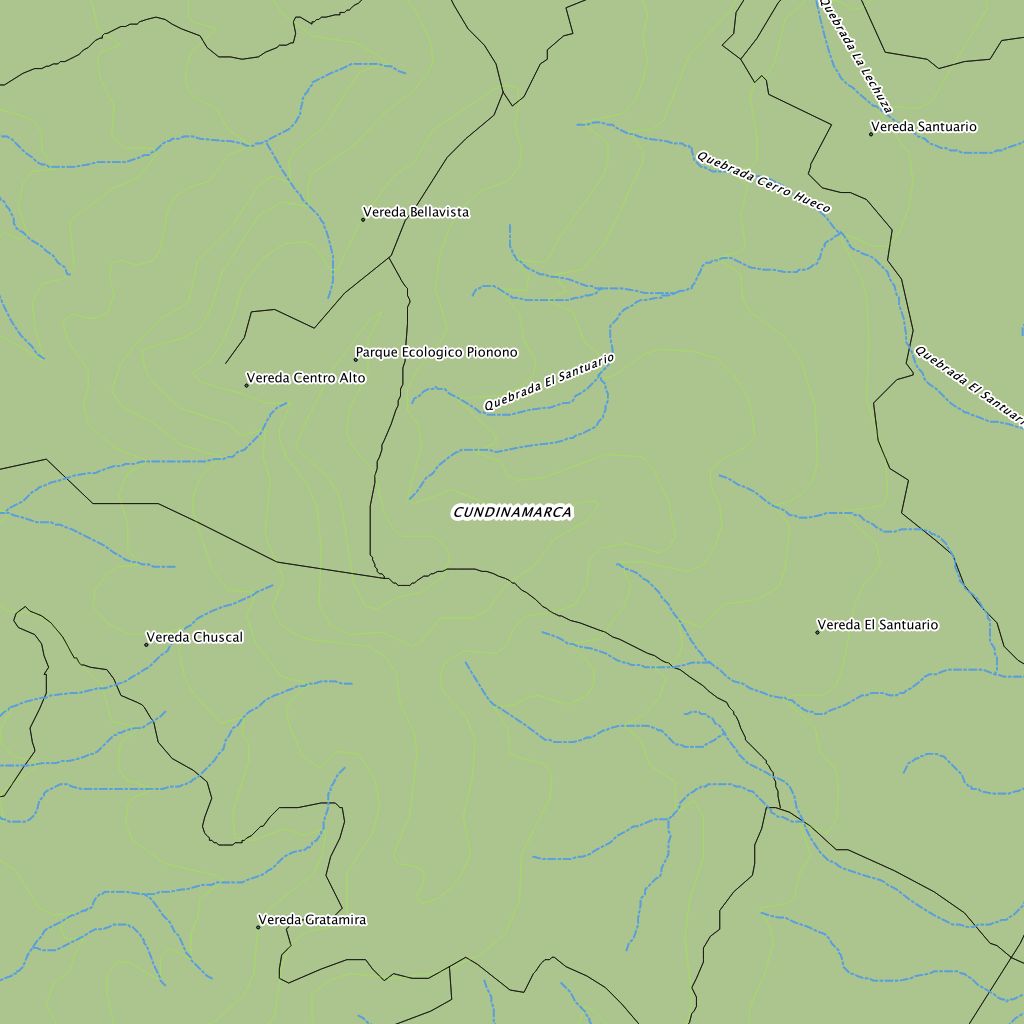 Quebrada La Lechuza
Vereda Santuario
Quebrada Cerro Hueco
Vereda Bellavista
Parque Ecologico Pionono
Vereda Centro Alto
Quebrada El Santuario
Quebrada El Santuari
CUNDINAMARCA
Vereda El Santuario
Vereda Chuscal
Vereda Gratamira